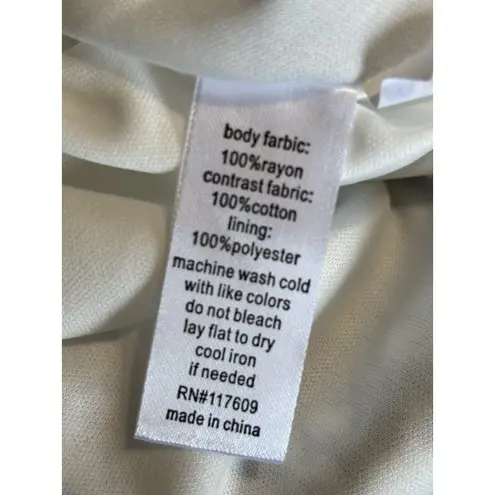 body farbic:
100%rayon
contrast fabric:
100%cotton
lining:
100%polyester
machine wash cold
with like colors
do not bleach
lay flat to dry
cool iron
if needed
RN#117609
made in china